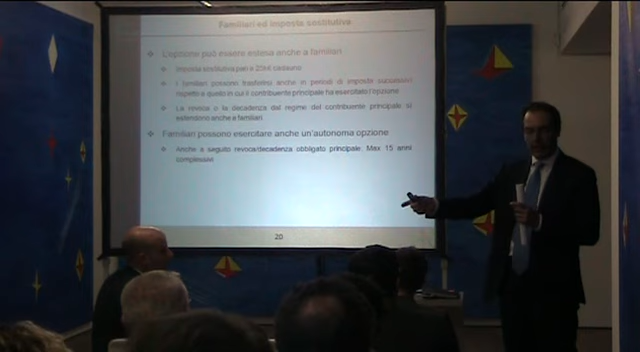 Familiari ed imposta sostitutiva
L'opzione può essere estesa anche a familiari
Imposta sostitutiva pari a 25k€ cadauno
I familiari possono trasferirsi anche in periodi di imposta successivi
rispetto a quello in cui il contribuente principale ha esercitato l'opzione
La revoca o la decadenza dal regime del contribuente principale si
estendono anche a familiari
Familiari possono esercitare anche un'autonoma opzione
Anche a seguito revoca/decadenza obbligato principale. Max 15 anni
complessivi
20